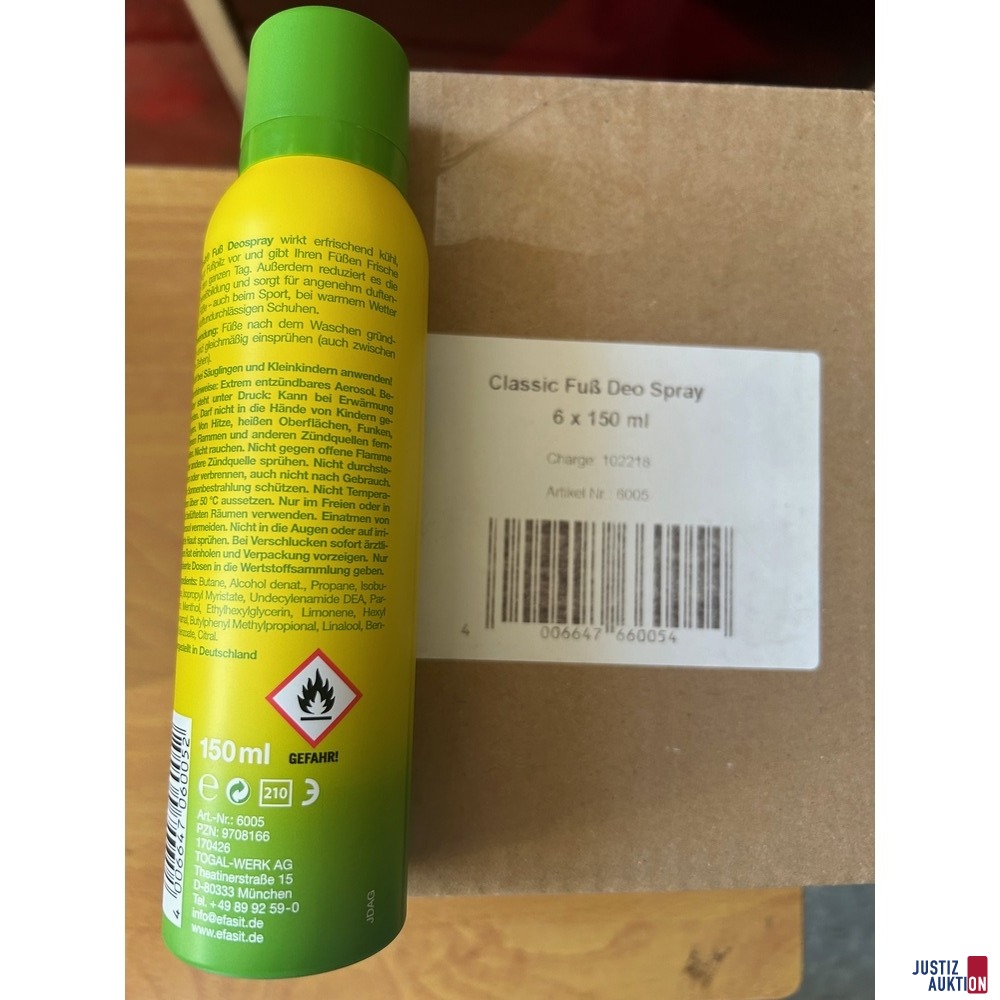 Fuß Deospray wirkt erfrischend kühl,
Fußpilz vor und gibt Ihren Füßen Frische
ganzen Tag. Außerdem reduziert es die
und sorgt für angenehm duften-
– auch beim Sport, bei warmem Wetter
Schuhen.
Füße nach dem Waschen gründ-
gleichmäßig einsprühen (auch zwischen
Säuglingen und Kleinkindern anwenden!
Extrem entzündbares Aerosol. Be-
steht unter Druck: Kann bei Erwärmung
Darf nicht in die Hände von Kindern ge-
Von Hitze, heißen Oberflächen, Funken,
Flammen und anderen Zündquellen fern-
Nicht rauchen. Nicht gegen offene Flamme
andere Zündquelle sprühen. Nicht durchste-
oder verbrennen, auch nicht nach Gebrauch.
schützen. Nicht Tempera-
über 50 °C aussetzen. Nur im Freien oder in
Räumen verwenden. Einatmen von
vermeiden. Nicht in die Augen oder auf irri-
Haut sprühen. Bei Verschlucken sofort ärztli-
Rat einholen und Verpackung vorzeigen. Nur
Dosen in die Wertstoffsammlung geben.
Butane, Alcohol denat., Propane, Isobu-
Isopropyl Myristate, Undecylenamide DEA, Par-
Menthol, Ethylhexylglycerin, Limonene, Hexyl
Butylphenyl Methylpropional, Linalool, Ben-
Citral.
in Deutschland
150 ml
GEFAHR!
210
Art.-Nr.: 6005
PZN: 9708166
170426
TOGAL-WERK AG
Theatinerstraße 15
D-80333 München
Tel. +49 89 92 59-0
info@efasit.de
www.efasit.de
4 006647 060052
JDAG
Classic Fuß Deo Spray
6 x 150 ml
Charge: 102218
Artikel Nr.: 6005
4 006647 660054
JUSTIZ
AUKTION